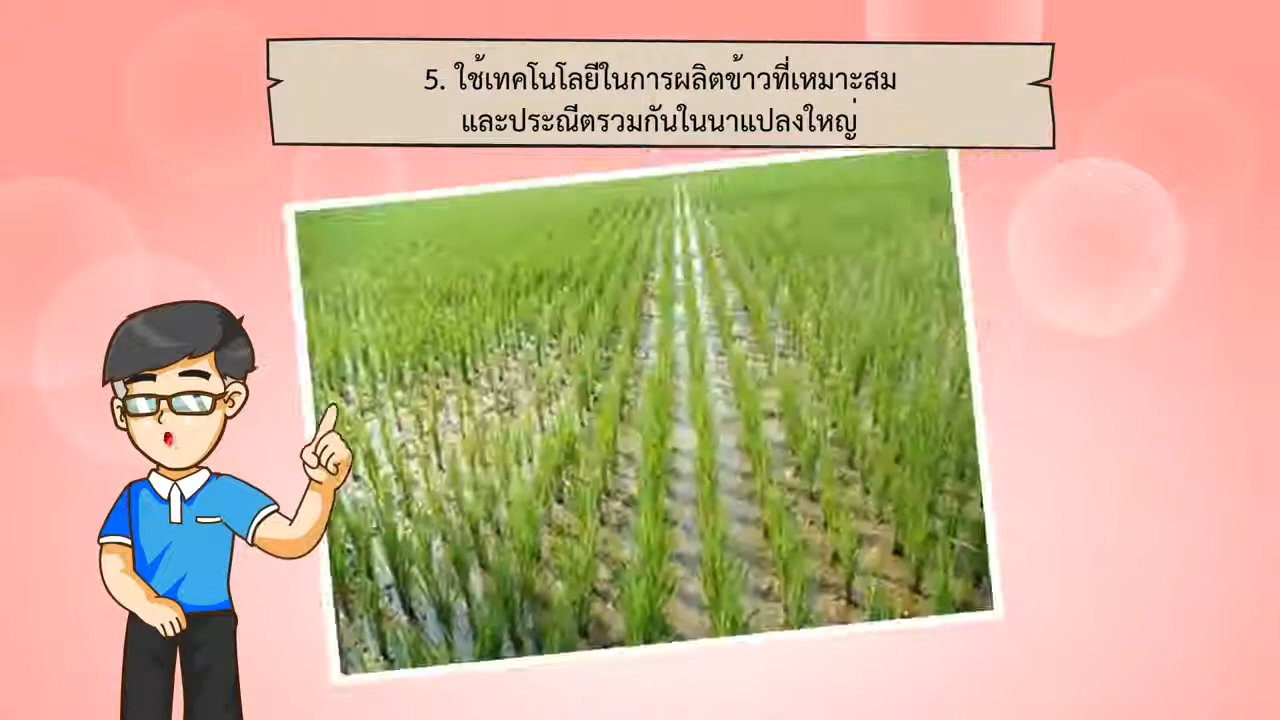 5. ใช้เทคโนโลยีในการผลิตข้าวที่เหมาะสม
และประณีตรวมกันในนาแปลงใหญ่